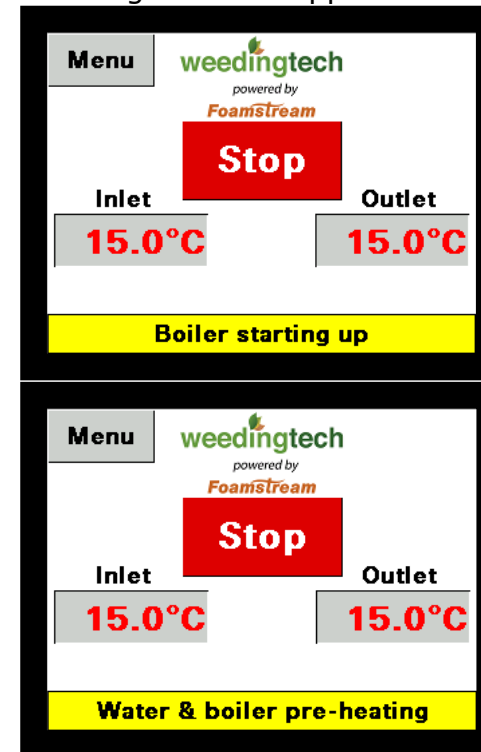 Menu
weedingtech
powered by
Foamstream
Stop
Inlet
Outlet
15.0°C
15.0°C
Boiler starting up
Menu
weedingtech
powered by
Foamstream
Stop
Inlet
Outlet
15.0°C
15.0°C
Water & boiler pre-heating